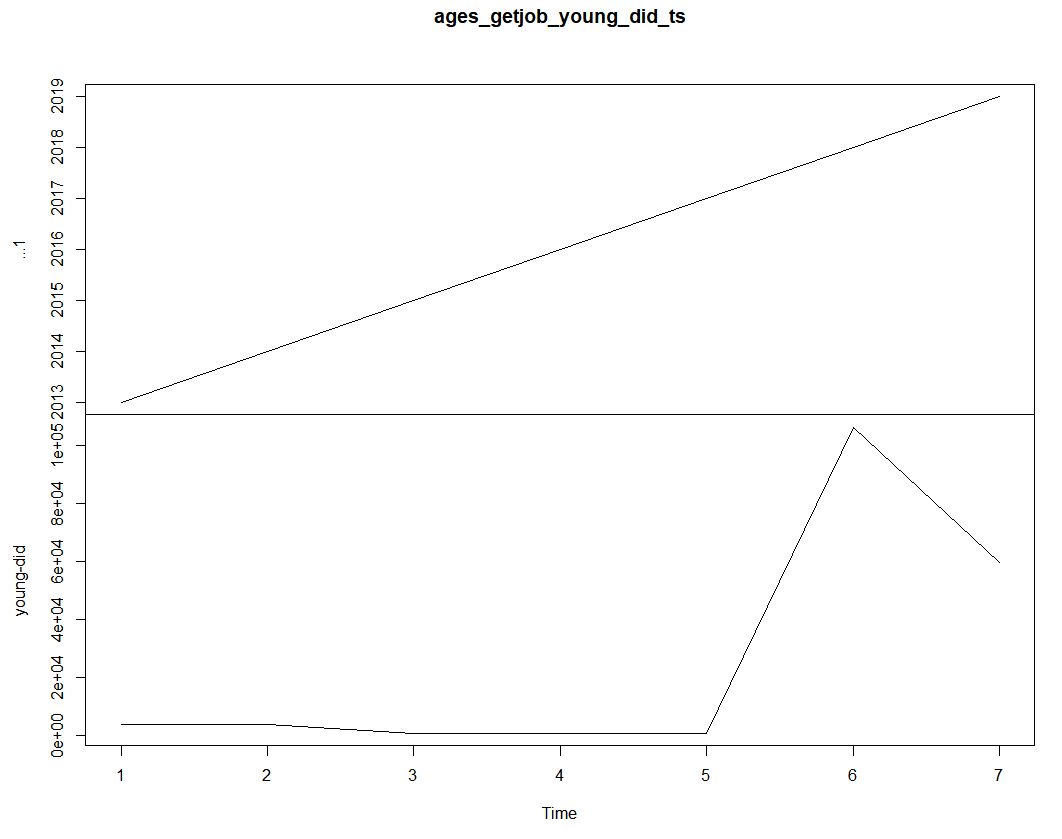 ages_getjob_young_did_ts
...1
2019
2018
2017
2016
2015
2014
2013
young-did
1e+05
8e+04
6e+04
4e+04
2e+04
0e+00
1 2 3 4 5 6 7
Time